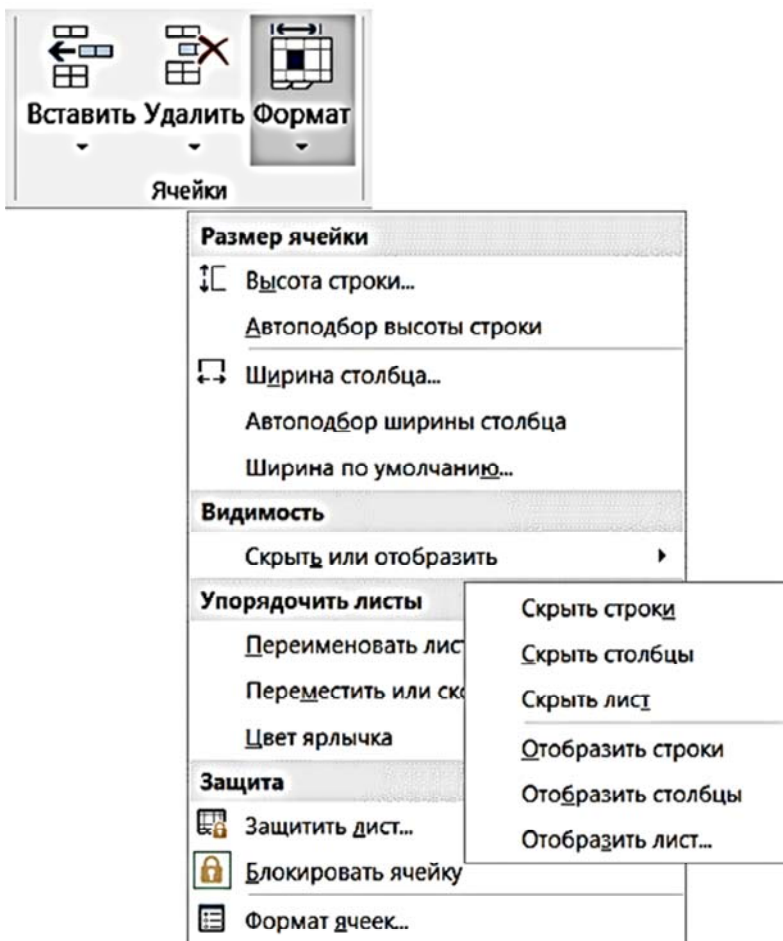 Вставить Удалить Формат
Ячейки
Размер ячейки
Высота строки...
Автоподбор высоты строки
Ширина столбца...
Автоподбор ширины столбца
Ширина по умолчанию...
Видимость
Скрыть или отобразить
Упорядочить листы
Переименовать лис
Переместить или ско
Цвет ярлычка
Защита
Защитить лист...
Блокировать ячейку
Формат ячеек...
Скрыть строки
Скрыть столбцы
Скрыть лист
Отобразить строки
Отобразить столбцы
Отобразить лист...